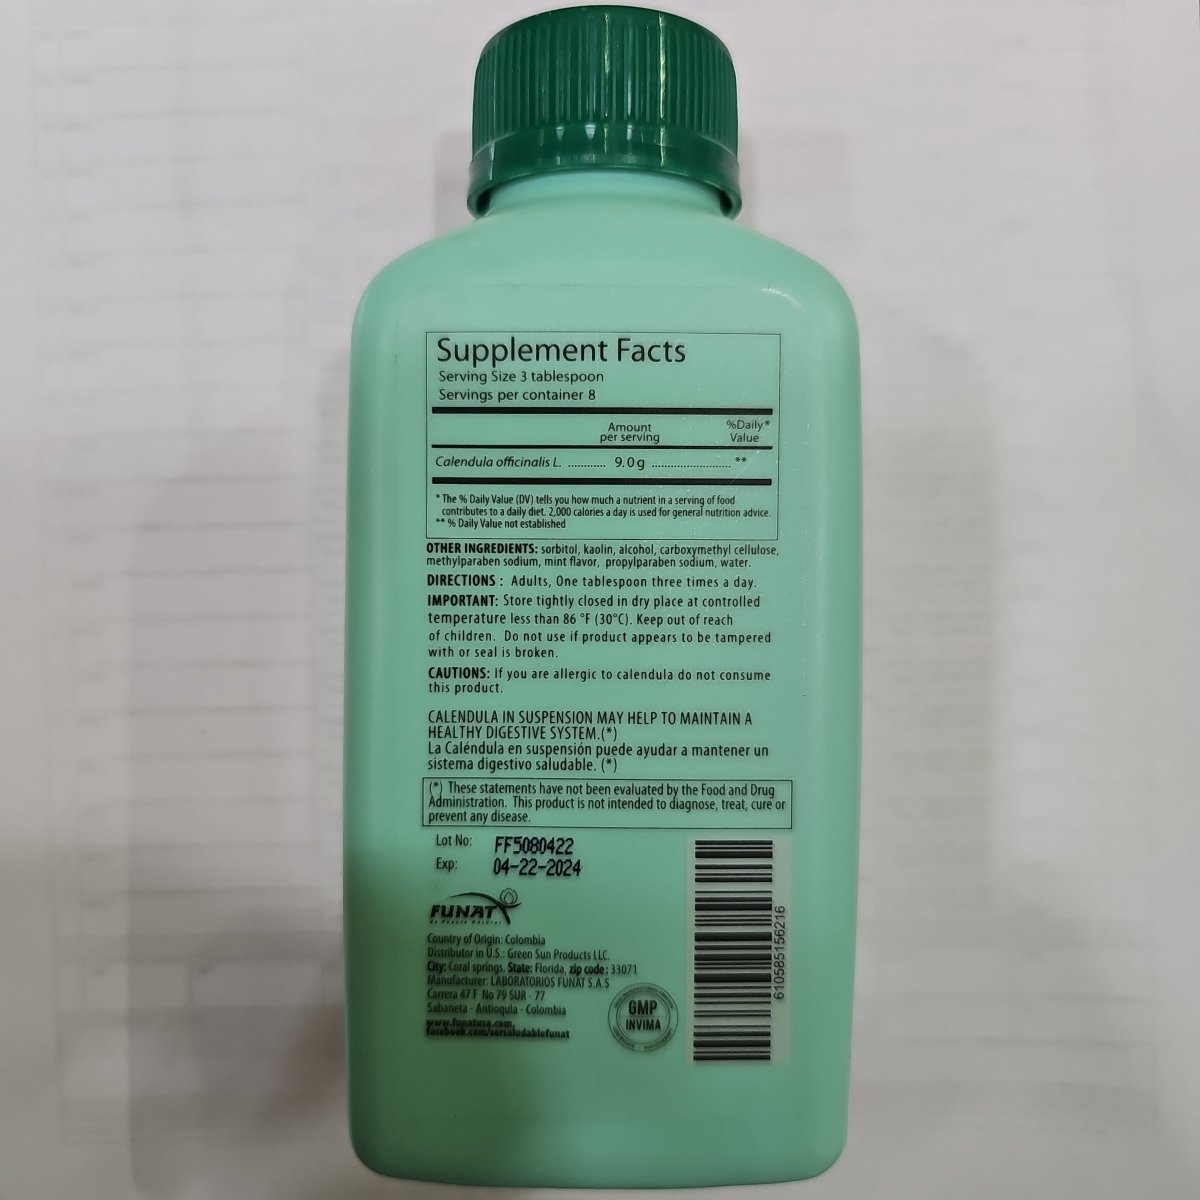 Supplement Facts
Serving Size 3 tablespoon
Servings per container 8
Amount per serving %Daily* Value
Calendula officinalis L. ............ 9.0 g .......................... **
* The % Daily Value (DV) tells you how much a nutrient in a serving of food
contributes to a daily diet. 2,000 calories a day is used for general nutrition advice.
** % Daily Value not established
OTHER INGREDIENTS: sorbitol, kaolin, alcohol, carboxymethyl cellulose,
methylparaben sodium, mint flavor, propylparaben sodium, water.
DIRECTIONS : Adults, One tablespoon three times a day.
IMPORTANT: Store tightly closed in dry place at controlled
temperature less than 86 °F (30°C). Keep out of reach
of children. Do not use if product appears to be tampered
with or seal is broken.
CAUTIONS: If you are allergic to calendula do not consume
this product.
CALENDULA IN SUSPENSION MAY HELP TO MAINTAIN A
HEALTHY DIGESTIVE SYSTEM.(*)
La Caléndula en suspensión puede ayudar a mantener un
sistema digestivo saludable. (*)
(*) These statements have not been evaluated by the Food and Drug
Administration. This product is not intended to diagnose, treat, cure or
prevent any disease.
Lot No: FF5080422
Exp: 04-22-2024
FUNAT
Country of Origin: Colombia
Distributor in U.S.: Green Sun Products LLC.
City: Coral springs, State: Florida, zip code: 33071
Manufacturer: LABORATORIOS FUNAT S.A.S
Carrera 47 F No 79 SUR - 77
Sabaneta - Antioquia - Colombia
www.funatusa.com.
facebook.com/sersaludablefunat
GMP
INVIMA
610585156216